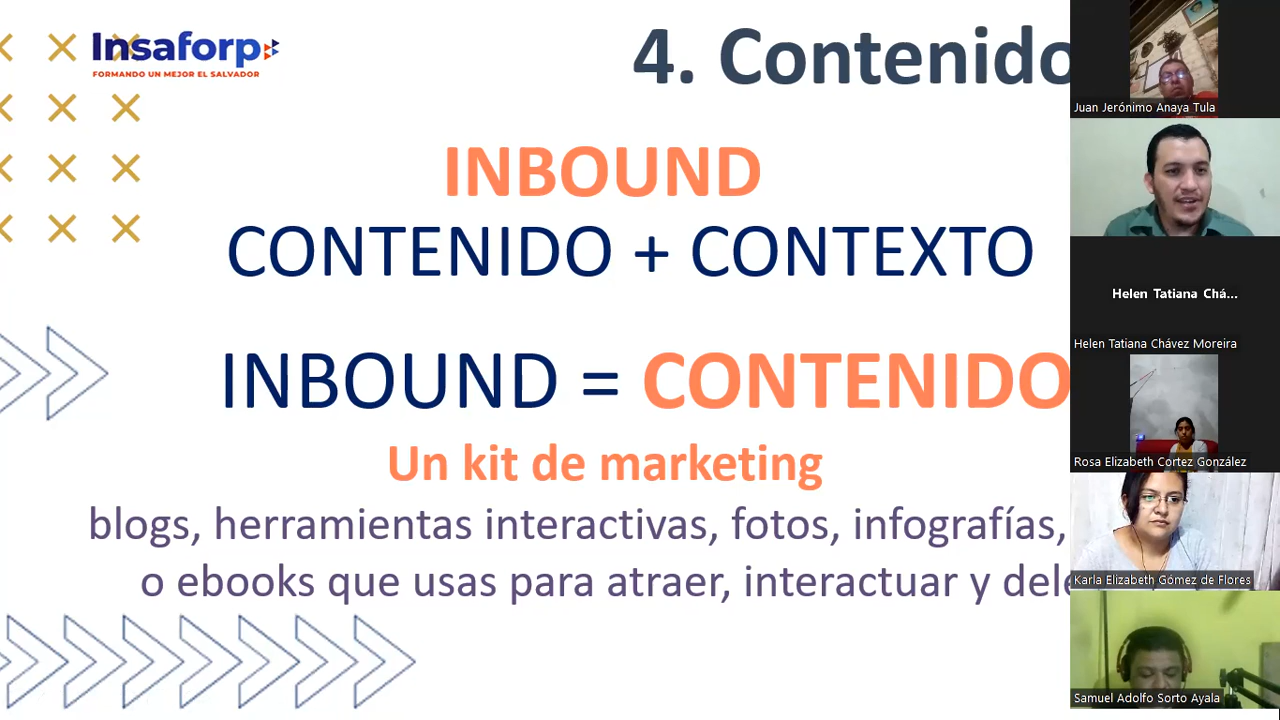 Insaforp
FORMANDO UN MEJOR EL SALVADOR
4. Contenido
INBOUND
CONTENIDO + CONTEXTO
INBOUND = CONTENIDO
Un kit de marketing
blogs, herramientas interactivas, fotos, infografías,
o ebooks que usas para atraer, interactuar y dele
Juan Jerónimo Anaya Tula
Helen Tatiana Chá...
Helen Tatiana Chávez Moreira
Rosa Elizabeth Cortez González
Karla Elizabeth Gómez de Flores
Samuel Adolfo Sorto Ayala